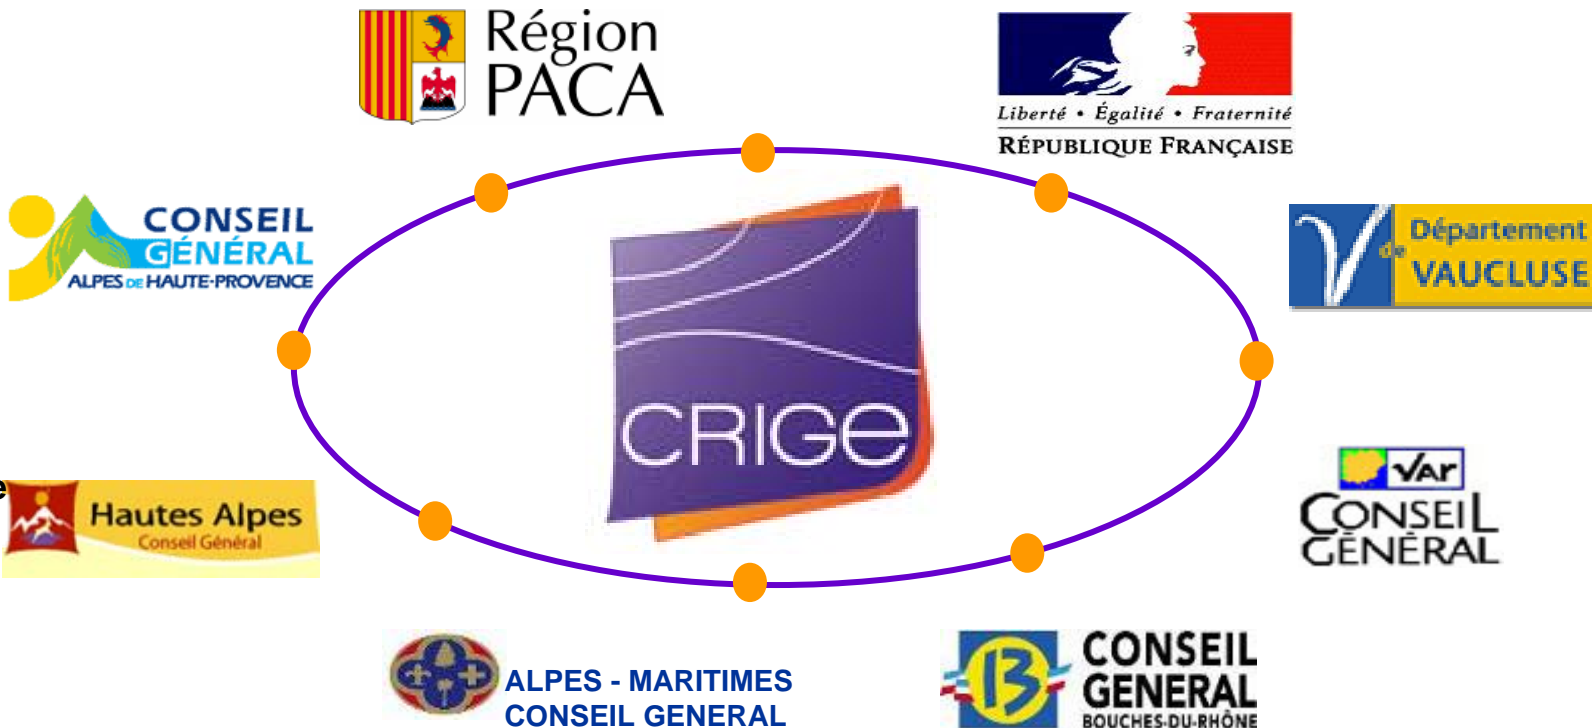 Région
PACA
Liberté • Égalité • Fraternité
RÉPUBLIQUE FRANÇAISE
CONSEIL
GÉNÉRAL
ALPES DE HAUTE-PROVENCE
Département
de
VAUCLUSE
CRIGE
e
Hautes Alpes
Conseil Général
Var
CONSEIL
GÉNÉRAL
ALPES - MARITIMES
CONSEIL GENERAL
13
CONSEIL
GENERAL
BOUCHES-DU-RHÔNE